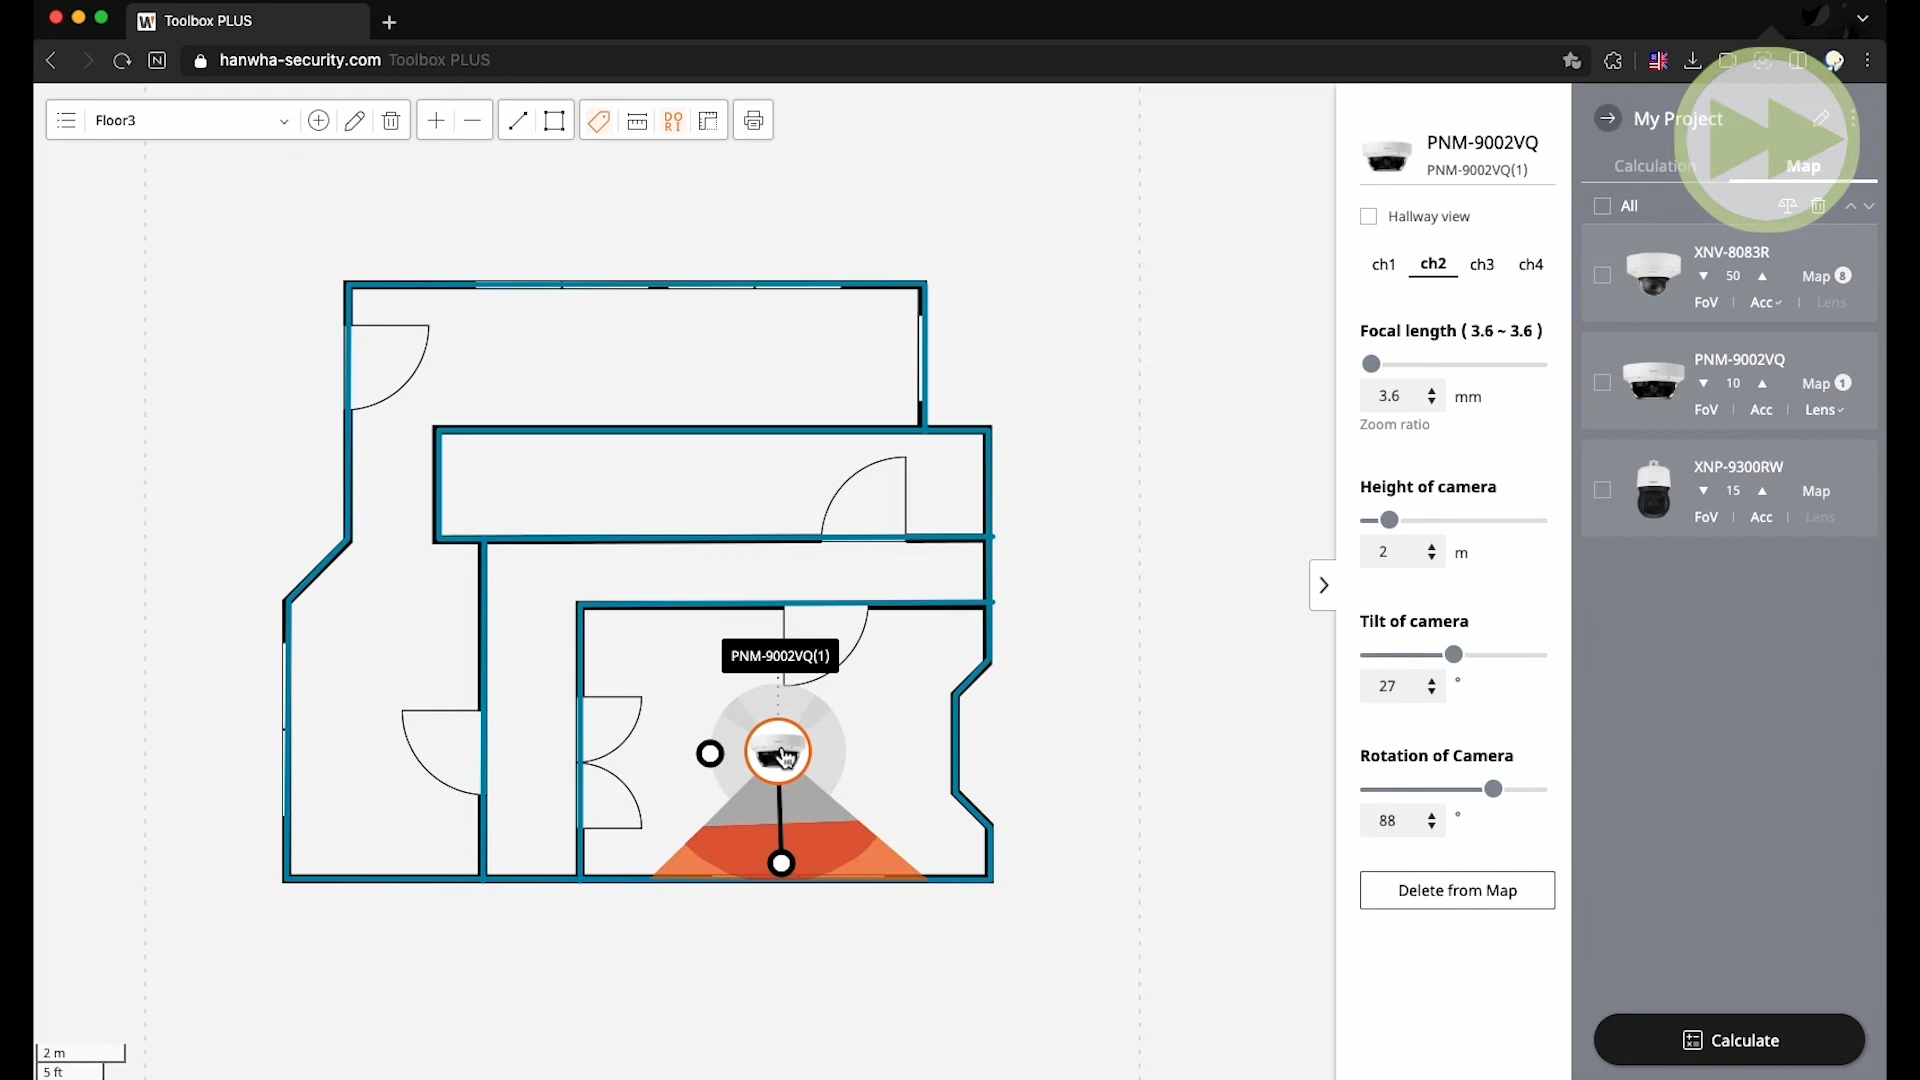 Toolbox PLUS
hanwha-security.com Toolbox PLUS
Floor3
DO
RI
PNM-9002VQ(1)
2 m
5 ft
PNM-9002VQ
PNM-9002VQ(1)
Hallway view
ch1 ch2 ch3 ch4
Focal length ( 3.6 ~ 3.6 )
3.6 mm
Zoom ratio
Height of camera
2 m
Tilt of camera
27 °
Rotation of Camera
88 °
Delete from Map
My Project
Calculation Map
All
XNV-8083R
50 Map 8
FoV Acc Lens
PNM-9002VQ
10 Map 1
FoV Acc Lens
XNP-9300RW
15 Map
FoV Acc Lens
Calculate